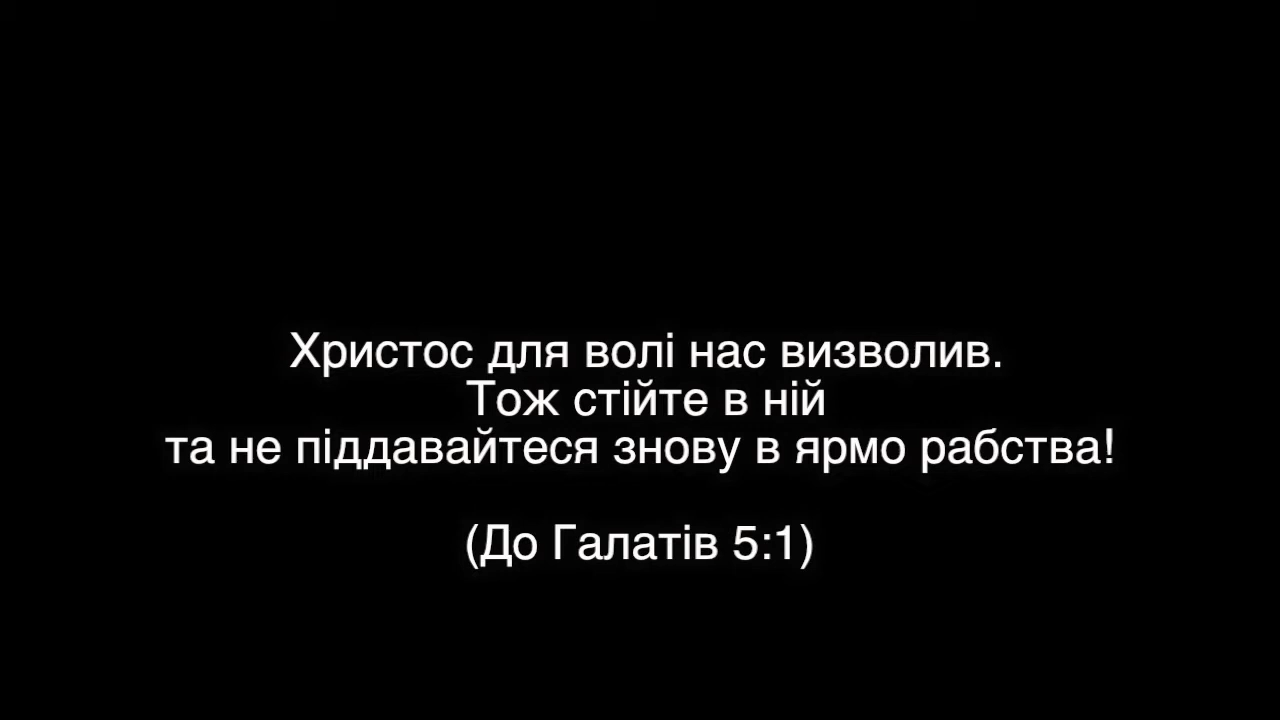 Христос для волі нас визволив.
Тож стійте в ній
та не піддавайтеся знову в ярмо рабства!
(До Галатів 5:1)